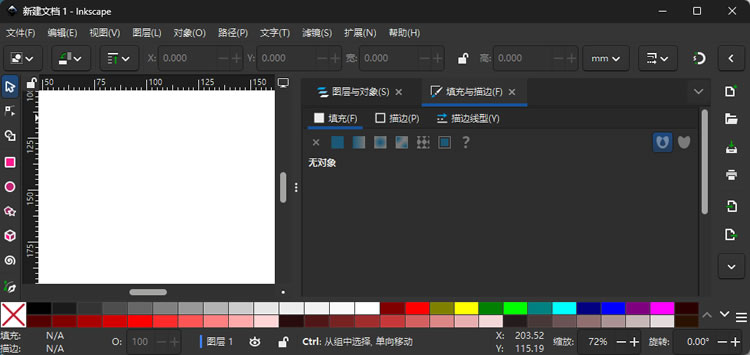 新建文档 1 - Inkscape
文件(F) 编辑(E) 视图(V) 图层(L) 对象(O) 路径(P) 文字(T) 滤镜(S) 扩展(N) 帮助(H)
X: 0.000 Y: 0.000 宽: 0.000 高: 0.000 mm
50 75 100 125 150
图层与对象(S) 填充与描边(F)
100
填充(F) 描边(P) 描边线型(Y)
125
?
无对象
150
175
填充: N/A
描边: N/A
O: 100 图层 1 Ctrl: 从组中选择, 单向移动
X: 203.52
Y: 115.19
缩放: 72% 旋转: 0.00°